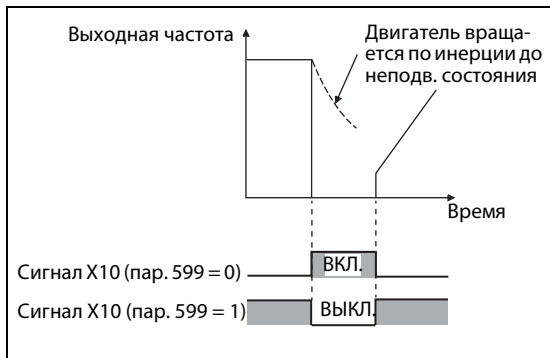 Выходная частота
Двигатель враща-
ется по инерции до
неподв. состояния
Время
Сигнал X10 (пар. 599 = 0)
ВКЛ.
Сигнал X10 (пар. 599 = 1)
ВЫКЛ.